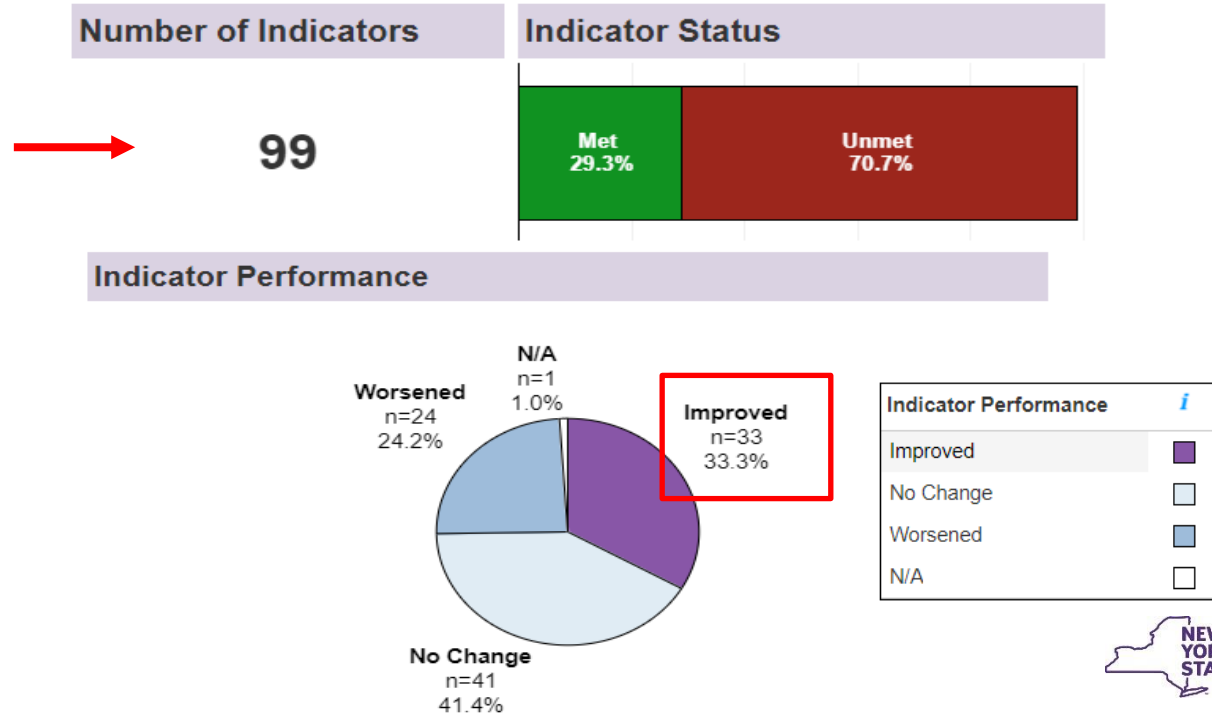 Number of Indicators
Indicator Status
99
Met
29.3%
Unmet
70.7%
Indicator Performance
N/A
n=1
1.0%
Worsened
n=24
24.2%
Improved
n=33
33.3%
No Change
n=41
41.4%
Indicator Performance i
Improved
No Change
Worsened
N/A